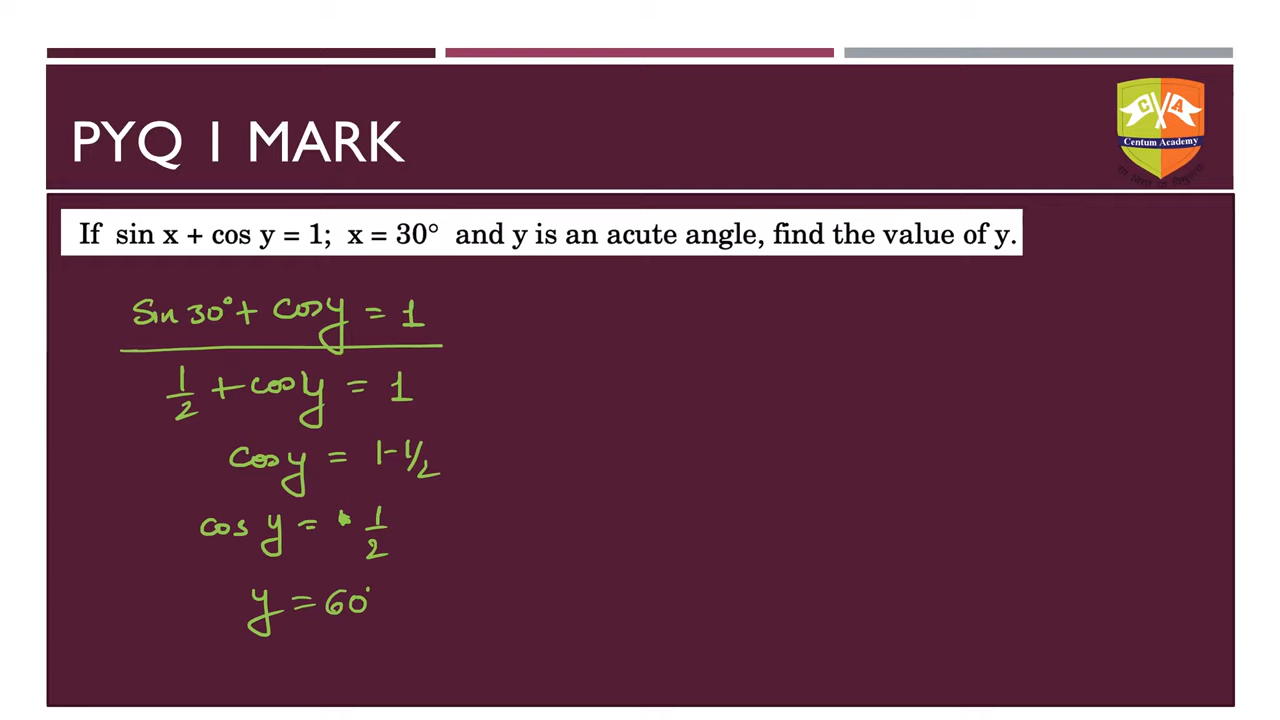 PYQ 1 MARK
C A
Centum Academy
If sin x + cos y = 1; x = 30° and y is an acute angle, find the value of y.
Sin 30° + cos y = 1
1/2 + cos y = 1
cos y = 1 - 1/2
cos y = 1/2
y = 60°